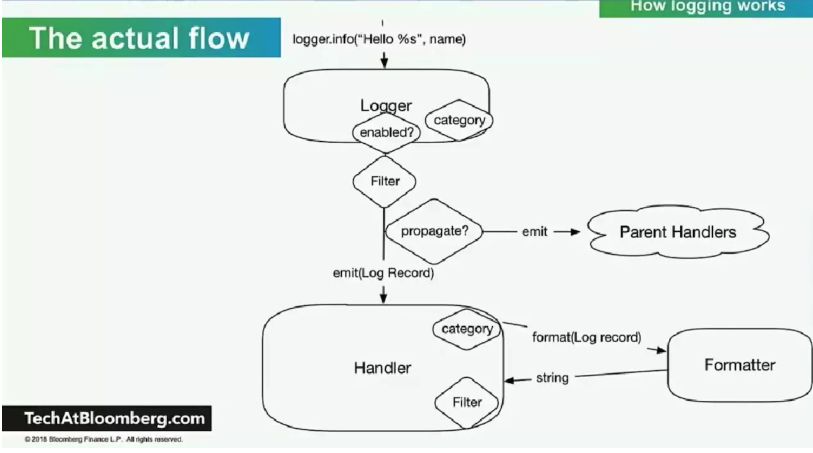 How logging works
The actual flow
logger.info("Hello %s", name)
Logger
category
enabled?
Filter
propagate?
emit
Parent Handlers
emit(Log Record)
category
format(Log record)
Handler
Formatter
string
Filter
TechAtBloomberg.com
© 2018 Bloomberg Finance L.P. All rights reserved.